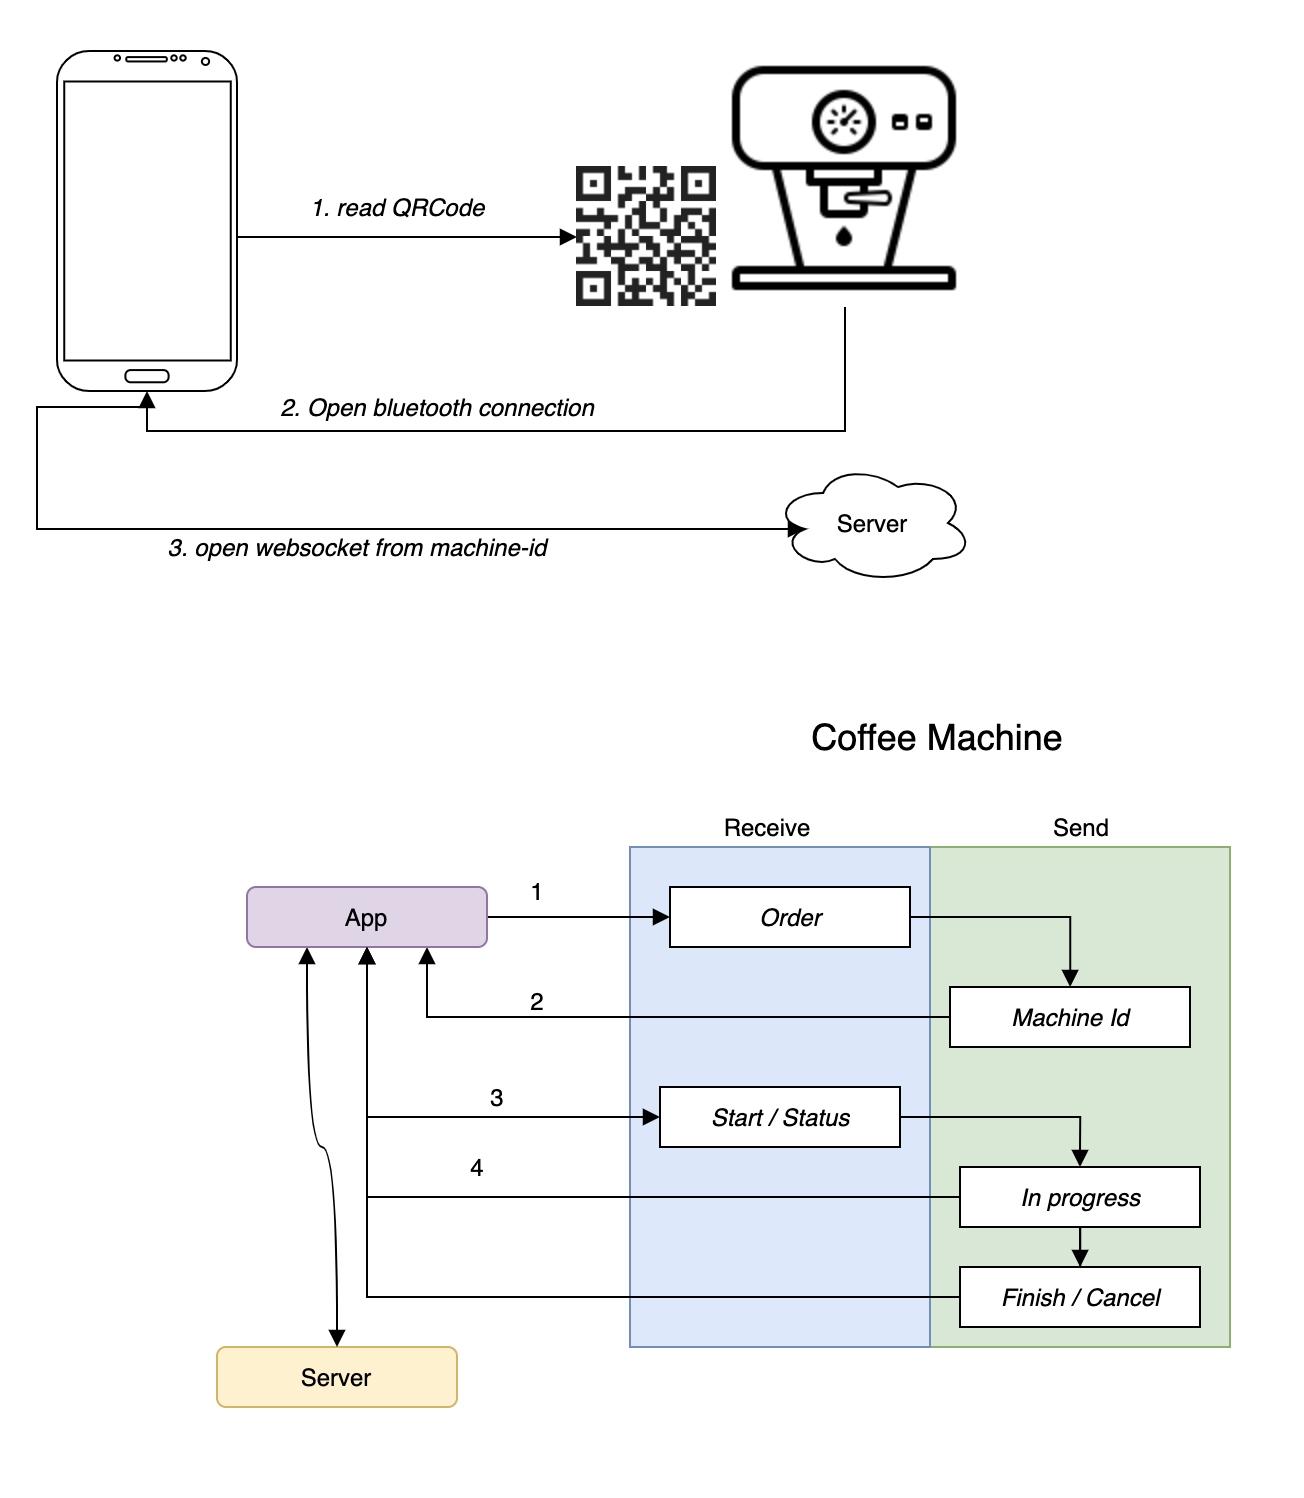 1. read QRCode
2. Open bluetooth connection
Server
3. open websocket from machine-id
Coffee Machine
Receive
Send
App
1
Order
2
Machine Id
3
Start / Status
4
In progress
Finish / Cancel
Server